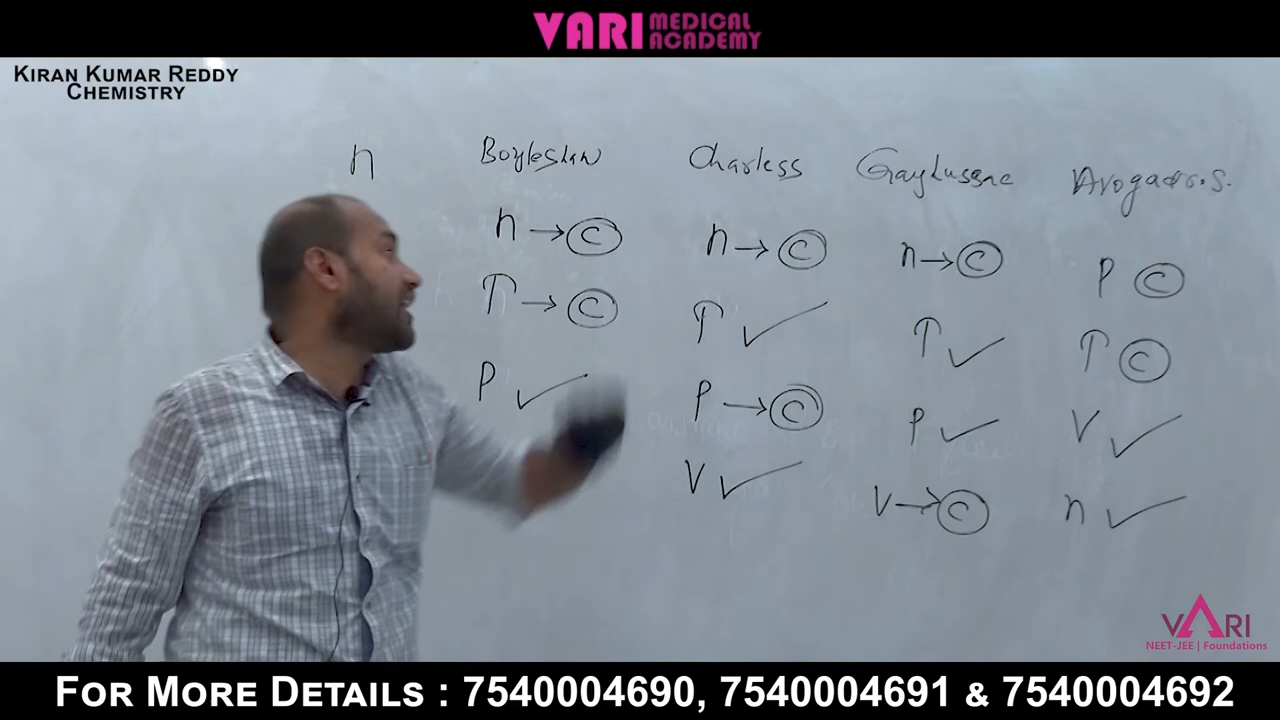 VARI MEDICAL ACADEMY
KIRAN KUMAR REDDY
CHEMISTRY
n
Boyleslaw
n → C
T → C
P ✓
Charless
n → C
T ✓
P → C
V ✓
Gaylussac
n → C
T ✓
P ✓
V → C
Avogadr.s.
P C
T C
V ✓
n ✓
VARI
NEET-JEE | Foundations
FOR MORE DETAILS : 7540004690, 7540004691 & 7540004692